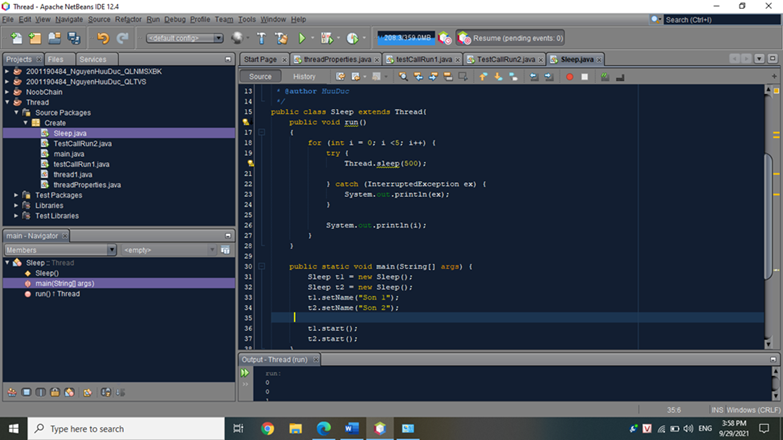 Thread - Apache NetBeans IDE 12.4
File Edit View Navigate Source Refactor Run Debug Profile Team Tools Window Help
Search (Ctrl+I)
<default config>
Resume (pending events: 0)
Projects
Files
Services
2001190484_NguyenHuuDuc_QLNMSXBK
2001190484_NguyenHuuDuc_QLTVS
NoobChain
Thread
Source Packages
Create
Sleep.java
TestCallRun2.java
main.java
testCallRun1.java
thread1.java
threadProperties.java
Test Packages
Libraries
Test Libraries
main - Navigator
Members
<empty>
Sleep :: Thread
Sleep()
main(String[] args)
run() ↑ Thread
Start Page
threadProperties.java
testCallRun1.java
TestCallRun2.java
Sleep.java
Source
History
13 * @author HuuDuc
14 */
15 public class Sleep extends Thread{
public void run()
17 {
18 for (int i = 0; i <5; i++) {
19 try {
Thread.sleep(500);
21
22 } catch (InterruptedException ex) {
23 System.out.println(ex);
24 }
25
26 System.out.println(i);
27 }
28 }
29
30 public static void main(String[] args) {
31 Sleep t1 = new Sleep();
32 Sleep t2 = new Sleep();
33 t1.setName("Son 1");
34 t2.setName("Son 2");
35
36 t1.start();
37 t2.start();
Output - Thread (run)
run:
0
0
35:6
INS
Windows (CRLF)
Type here to search
ENG
3:58 PM
9/29/2021